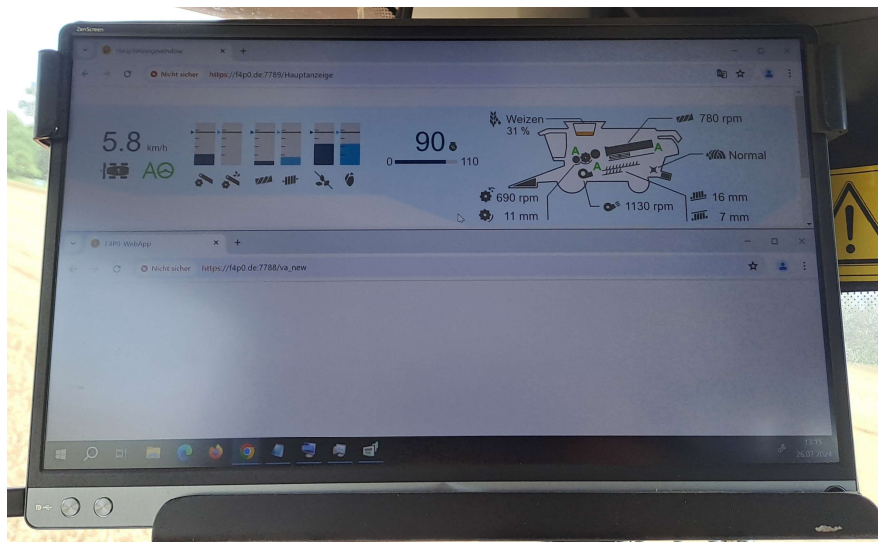 ZenScreen
Nicht sicher https://f4p0.de:7789/Hauptanzeige
5.8 km/h
A
90
0 110
Weizen
31 %
780 rpm
A
A
A
Normal
690 rpm
11 mm
1130 rpm
16 mm
7 mm
F4P0 WebApp
Nicht sicher https://f4p0.de:7788/va_new
13:15
26.07.2024